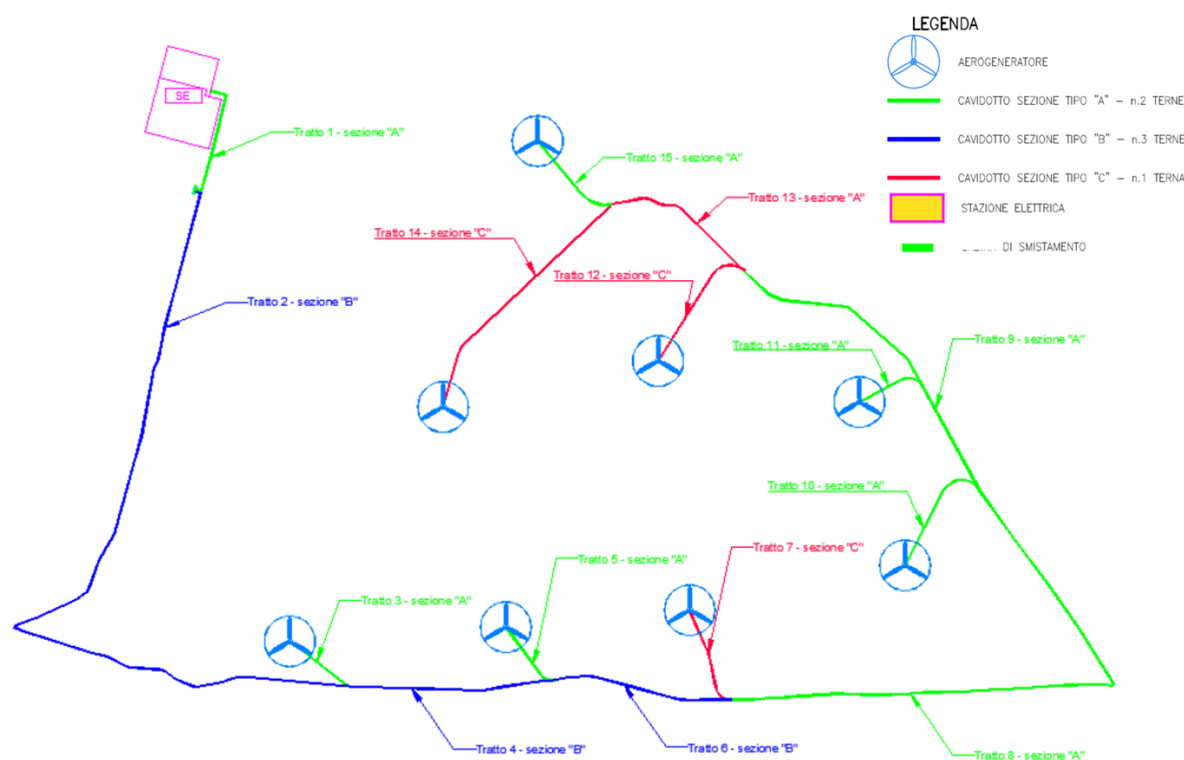 LEGENDA
AEROGENERATORE
CAVIDOTTO SEZIONE TIPO "A" – n.2 TERNE
CAVIDOTTO SEZIONE TIPO "B" – n.3 TERNE
CAVIDOTTO SEZIONE TIPO "C" – n.1 TERNA
STAZIONE ELETTRICA
DI SMISTAMENTO
SE
Tratto 1 - sezione "A"
Tratto 15 - sezione "A"
Tratto 13 - sezione "A"
Tratto 14 - sezione "C"
Tratto 12 - sezione "C"
Tratto 2 - sezione "B"
Tratto 11 - sezione "A"
Tratto 9 - sezione "A"
Tratto 10 - sezione "A"
Tratto 7 - sezione "C"
Tratto 5 - sezione "A"
Tratto 3 - sezione "A"
Tratto 4 - sezione "B"
Tratto 6 - sezione "B"
Tratto 8 - sezione "A"